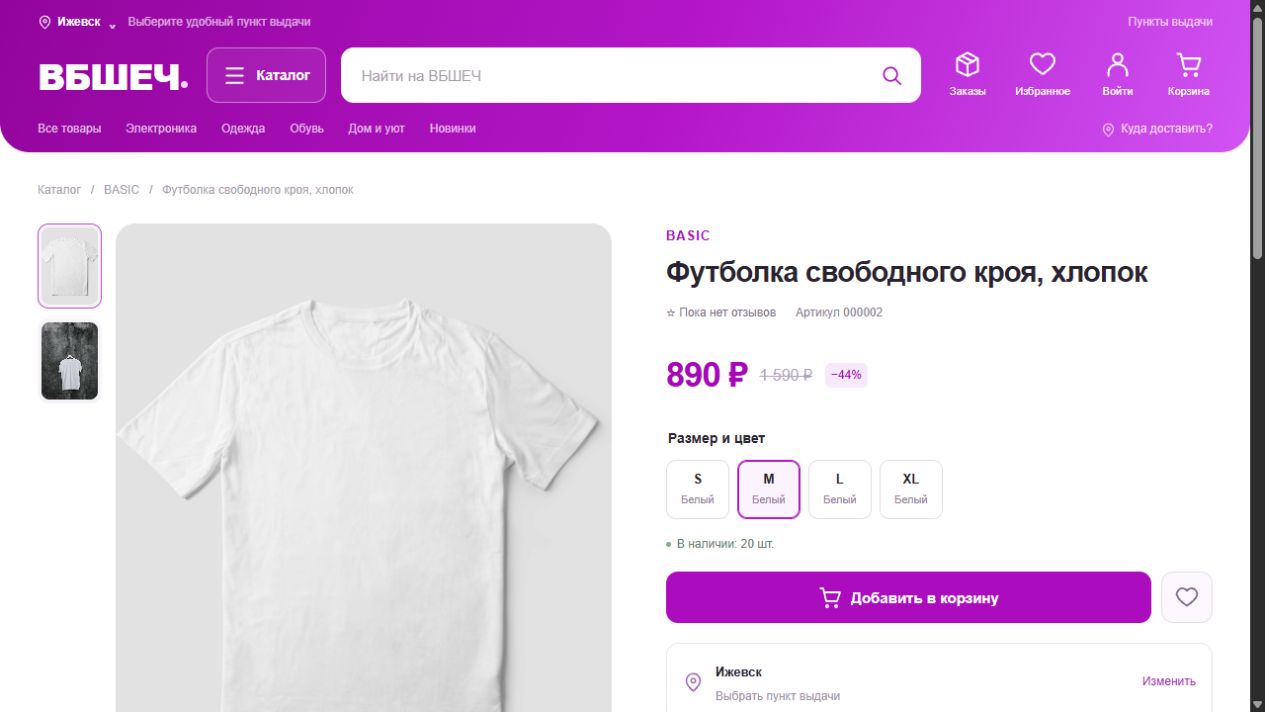 Ижевск Выберите удобный пункт выдачи Пункты выдачи
ВБШЕЧ. Каталог Найти на ВБШЕЧ
Заказы Избранное Войти Корзина
Все товары Электроника Одежда Обувь Дом и уют Новинки Куда доставить?
Каталог / BASIC / Футболка свободного кроя, хлопок
BASIC
Футболка свободного кроя, хлопок
☆ Пока нет отзывов Артикул 000002
890 ₽ 1 590 ₽ −44%
Размер и цвет
S M L XL
Белый Белый Белый Белый
В наличии: 20 шт.
Добавить в корзину
Ижевск
Выбрать пункт выдачи
Изменить